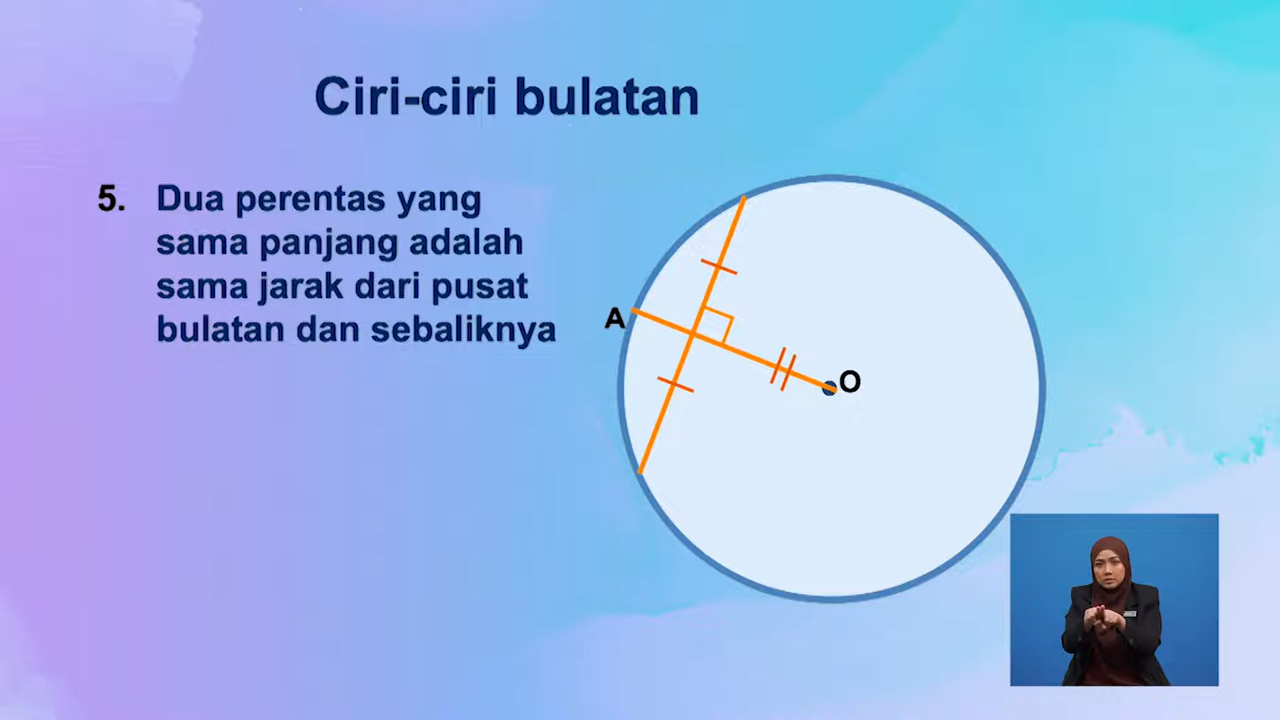 Ciri-ciri bulatan
5. Dua perentas yang
sama panjang adalah
sama jarak dari pusat
bulatan dan sebaliknya
A
O